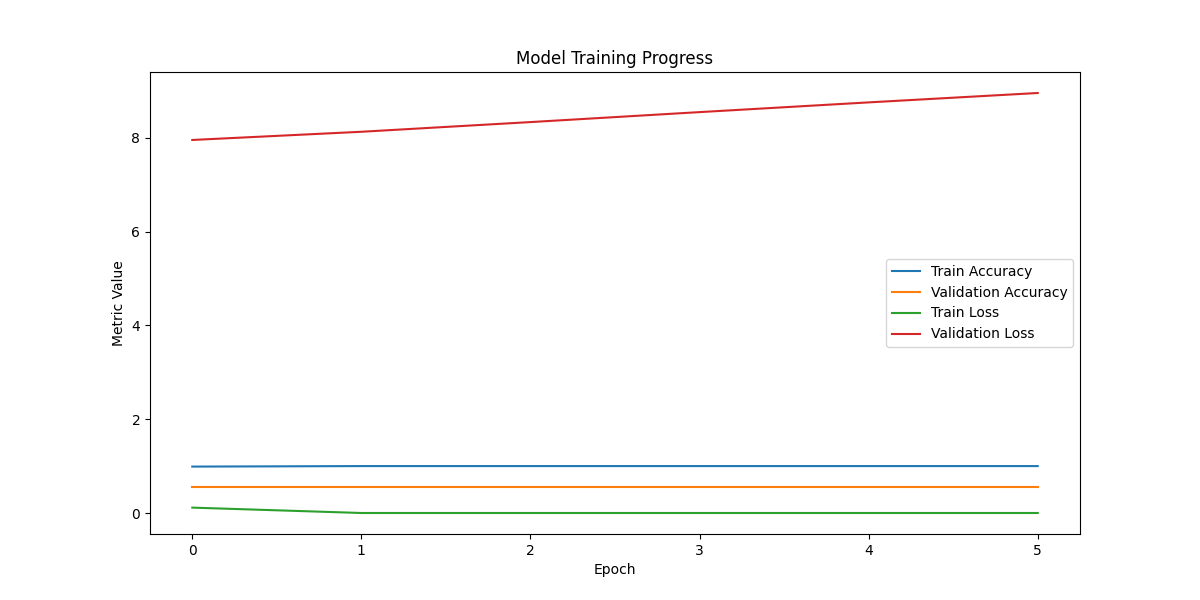 Model Training Progress
Metric Value
8
6
4
2
0
Train Accuracy
Validation Accuracy
Train Loss
Validation Loss
0 1 2 3 4 5
Epoch